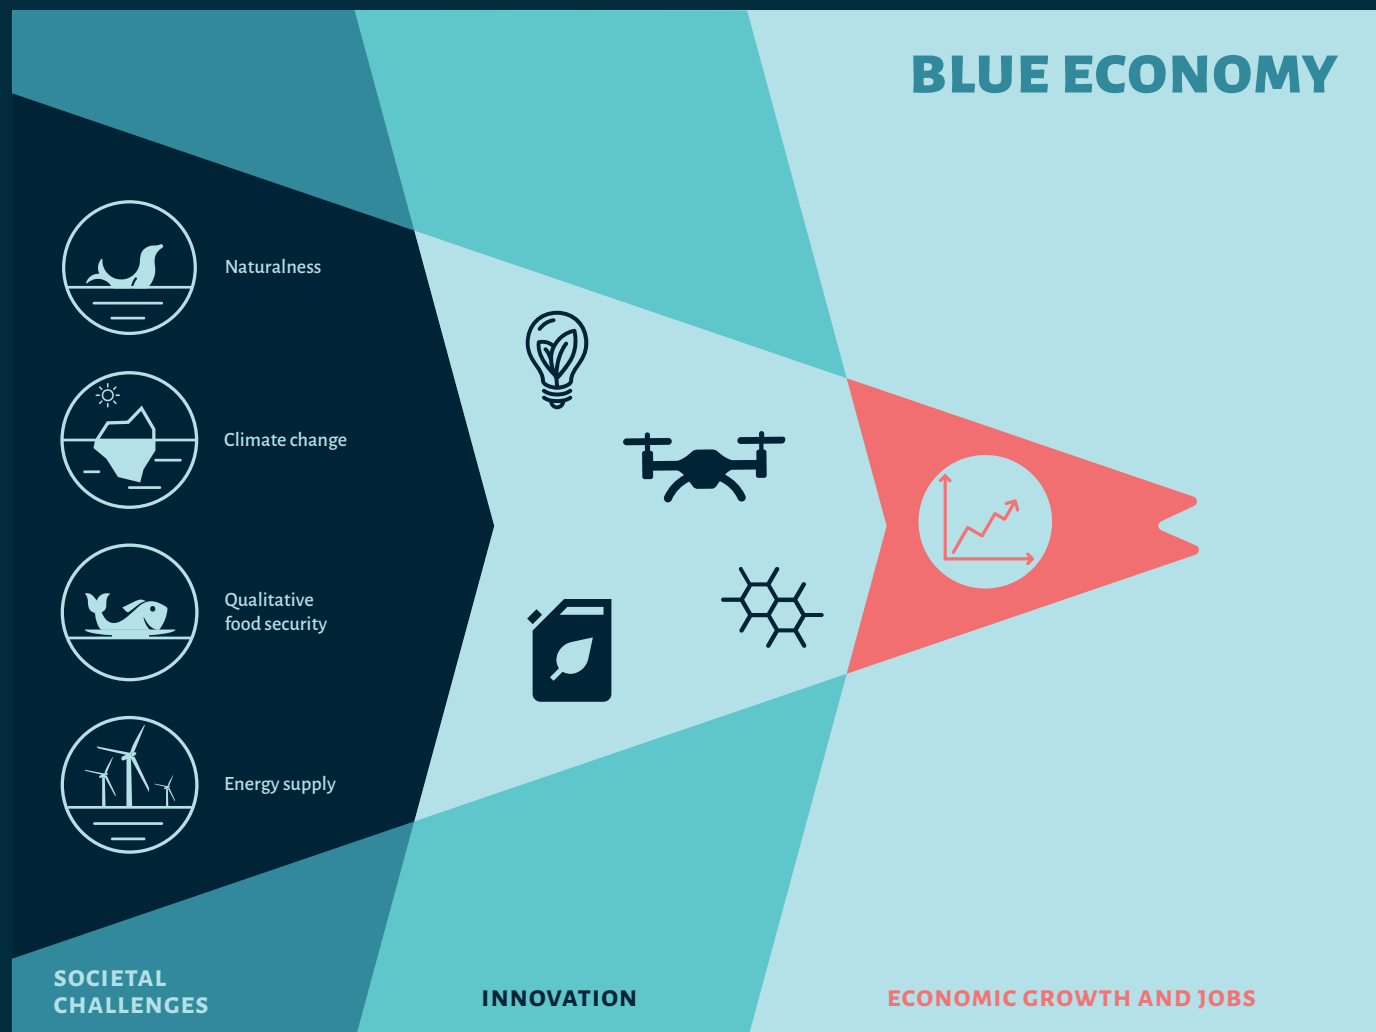 BLUE ECONOMY
Naturalness
Climate change
Qualitative
food security
Energy supply
SOCIETAL
CHALLENGES
INNOVATION
ECONOMIC GROWTH AND JOBS